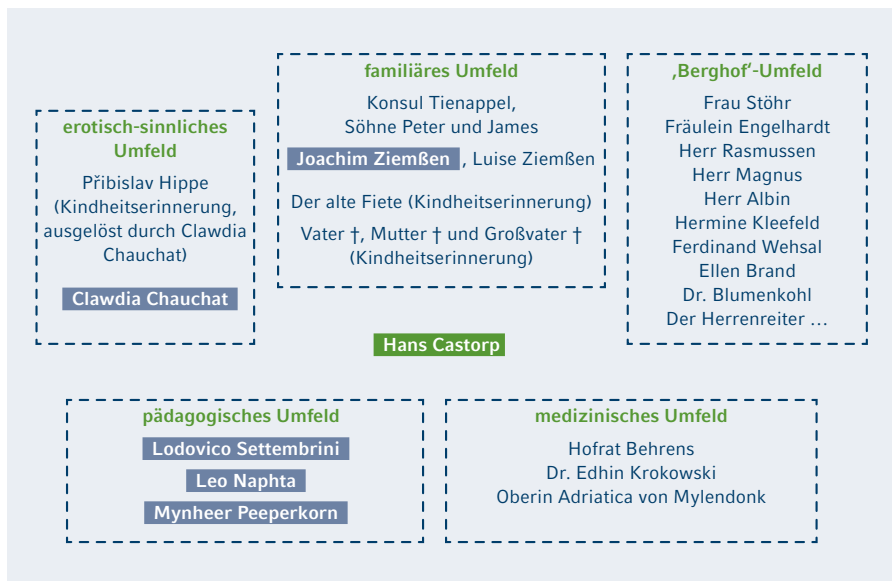 erotisch-sinnliches
Umfeld
Přibislav Hippe
(Kindheitserinnerung,
ausgelöst durch Clawdia
Chauchat)
Clawdia Chauchat
familiäres Umfeld
Konsul Tienappel,
Söhne Peter und James
Joachim Ziemßen, Luise Ziemßen
Der alte Fiete (Kindheitserinnerung)
Vater †, Mutter † und Großvater †
(Kindheitserinnerung)
‚Berghof‘-Umfeld
Frau Stöhr
Fräulein Engelhardt
Herr Rasmussen
Herr Magnus
Herr Albin
Hermine Kleefeld
Ferdinand Wehsal
Ellen Brand
Dr. Blumenkohl
Der Herrenreiter …
Hans Castorp
pädagogisches Umfeld
Lodovico Settembrini
Leo Naphta
Mynheer Peeperkorn
medizinisches Umfeld
Hofrat Behrens
Dr. Edhin Krokowski
Oberin Adriatica von Mylendonk